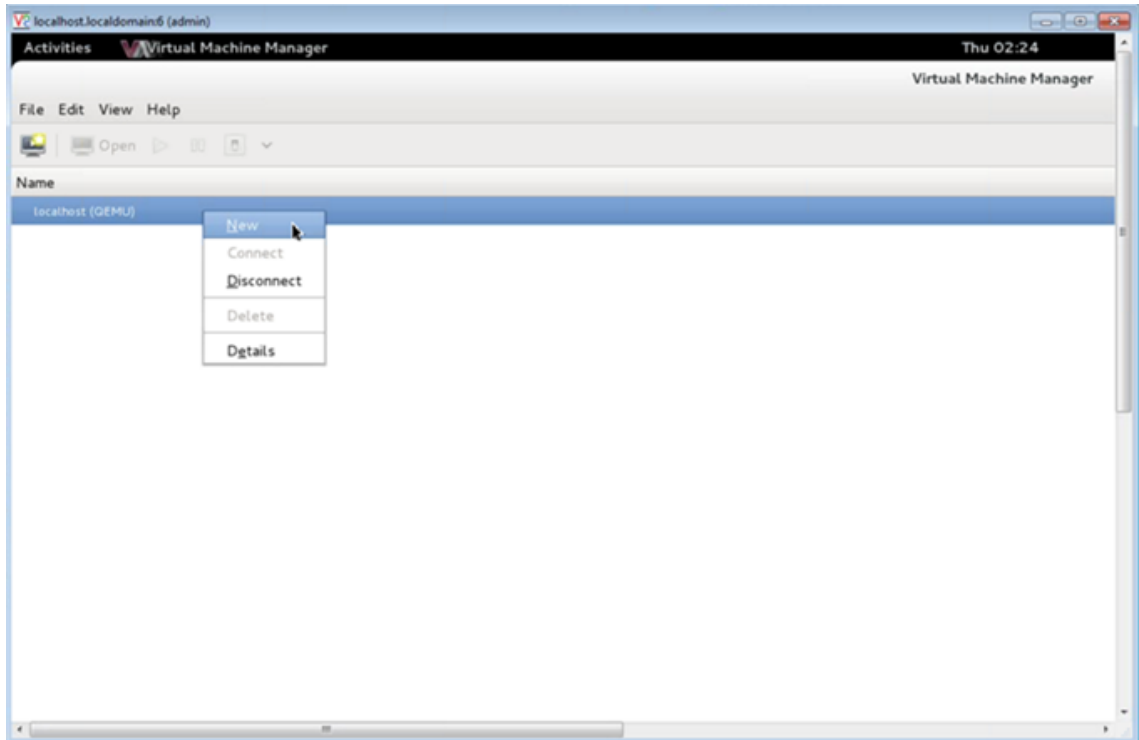 localhost.localdomain:6 (admin)
Activities Virtual Machine Manager Thu 02:24
Virtual Machine Manager
File Edit View Help
Open
Name
localhost (QEMU)
New
Connect
Disconnect
Delete
Details